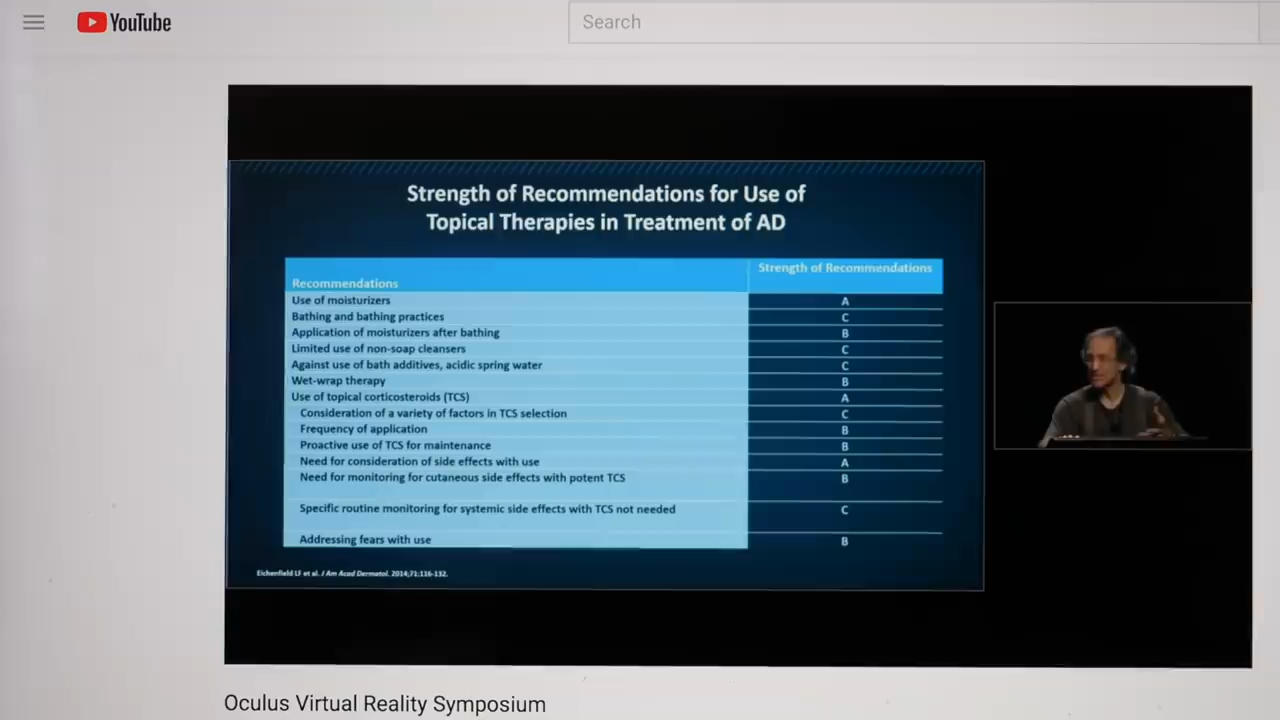 YouTube
Search
Strength of Recommendations for Use of
Topical Therapies in Treatment of AD
Recommendations
Strength of Recommendations
Use of moisturizers A
Bathing and bathing practices C
Application of moisturizers after bathing B
Limited use of non-soap cleansers C
Against use of bath additives, acidic spring water C
Wet-wrap therapy B
Use of topical corticosteroids (TCS) A
Consideration of a variety of factors in TCS selection C
Frequency of application B
Proactive use of TCS for maintenance B
Need for consideration of side effects with use A
Need for monitoring for cutaneous side effects with potent TCS B
Specific routine monitoring for systemic side effects with TCS not needed C
Addressing fears with use B
Eichenfield LF et al. J Am Acad Dermatol. 2014;71:116-132.
Oculus Virtual Reality Symposium